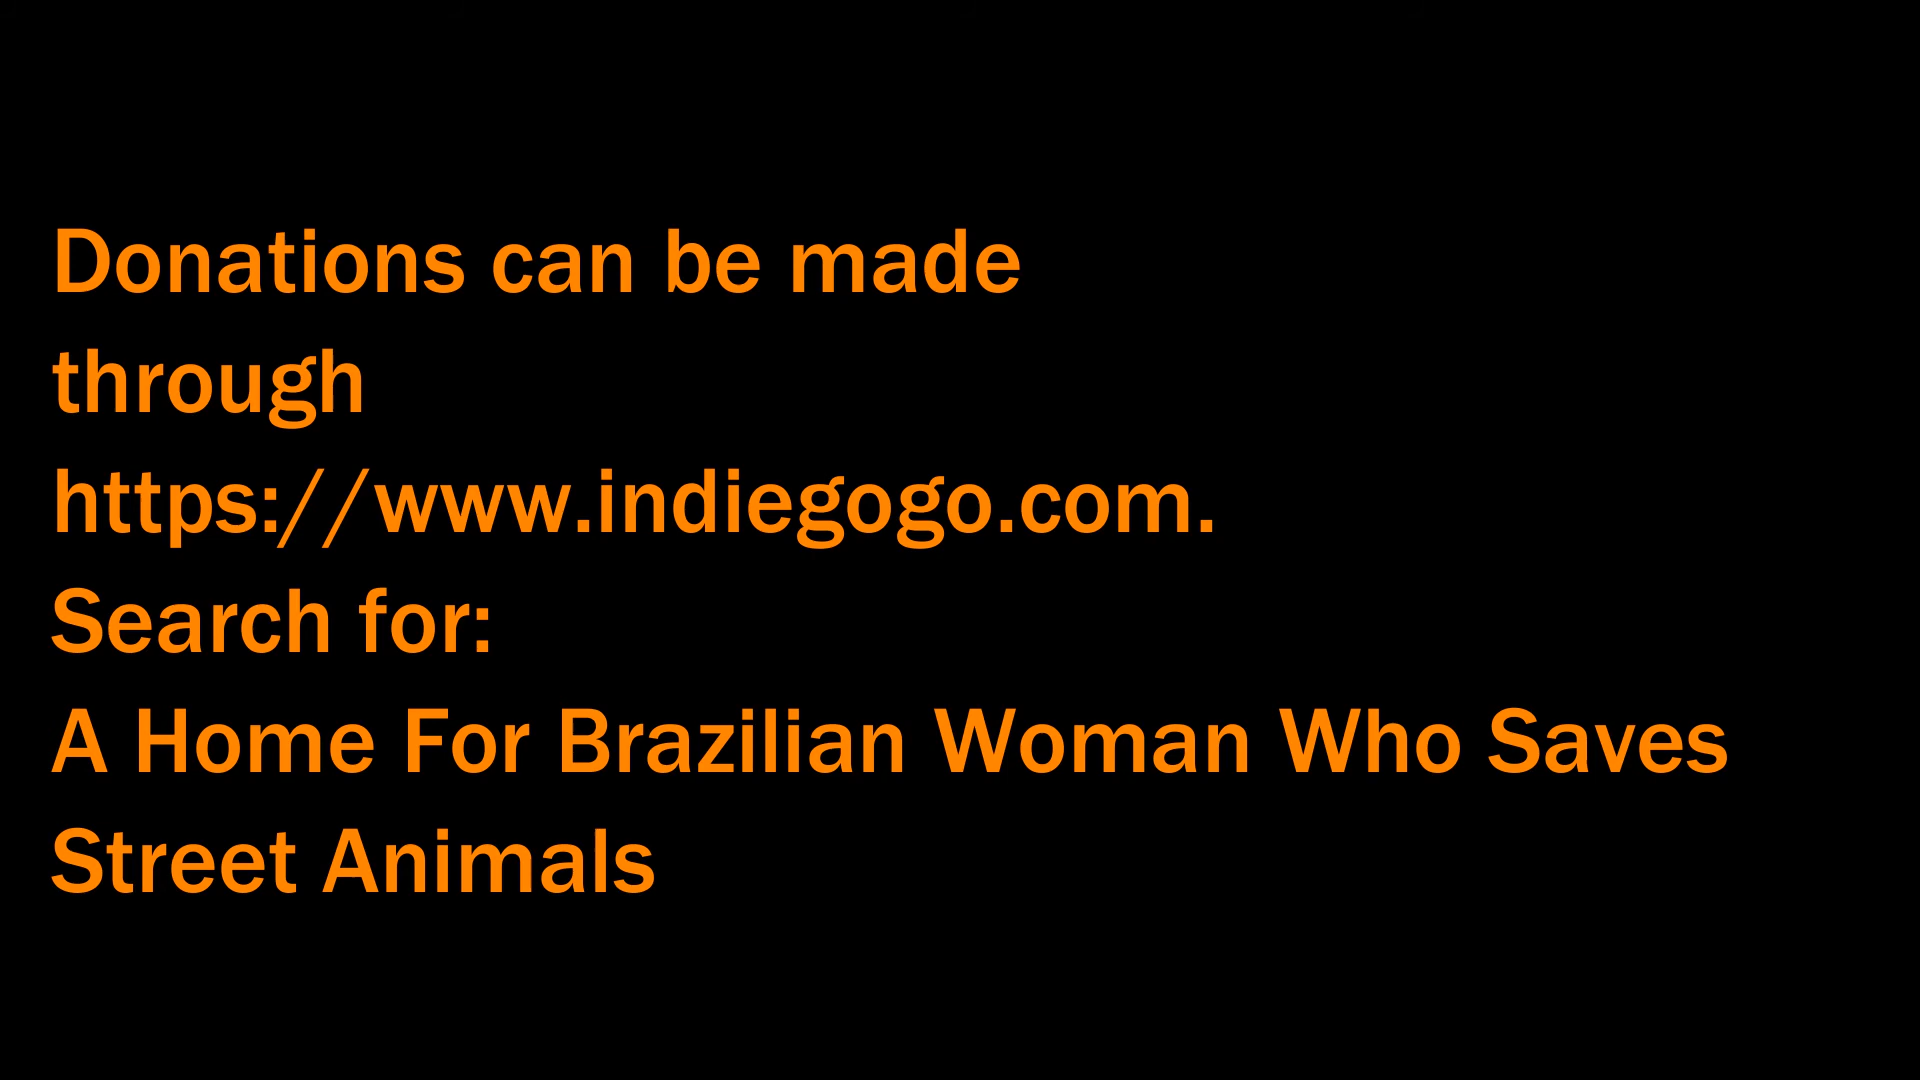 Donations can be made
through
https://www.indiegogo.com.
Search for:
A Home For Brazilian Woman Who Saves
Street Animals